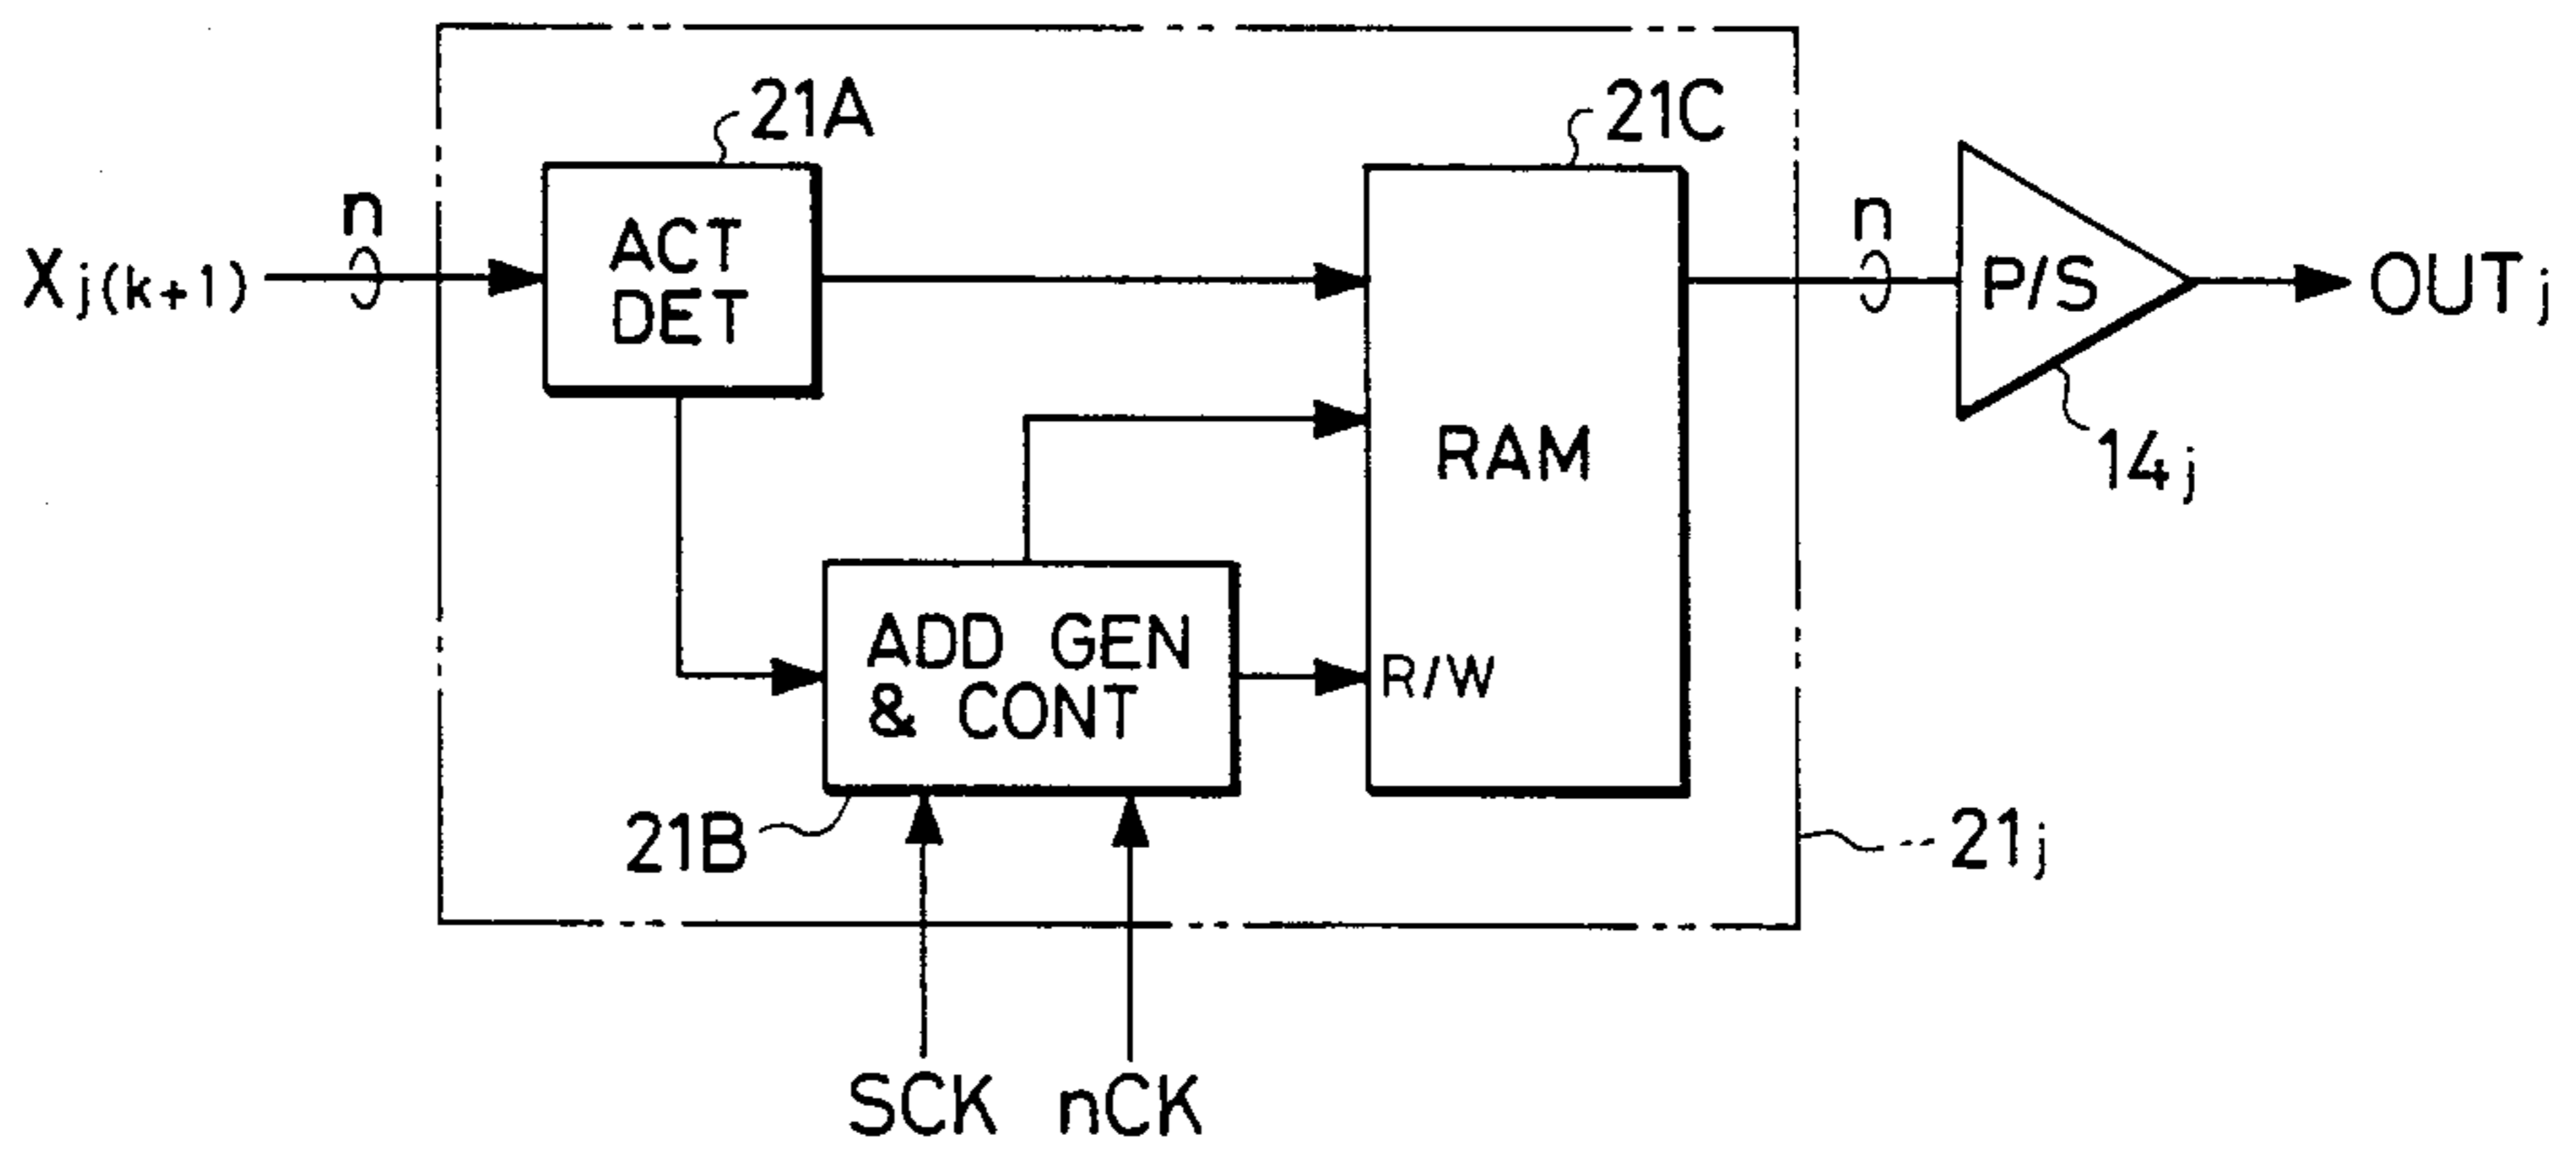 21A
21C
n
n
X j(k+1)
ACT
DET
P/S
OUT j
RAM
14 j
ADD GEN
& CONT
R/W
21B
21 j
SCK
nCK